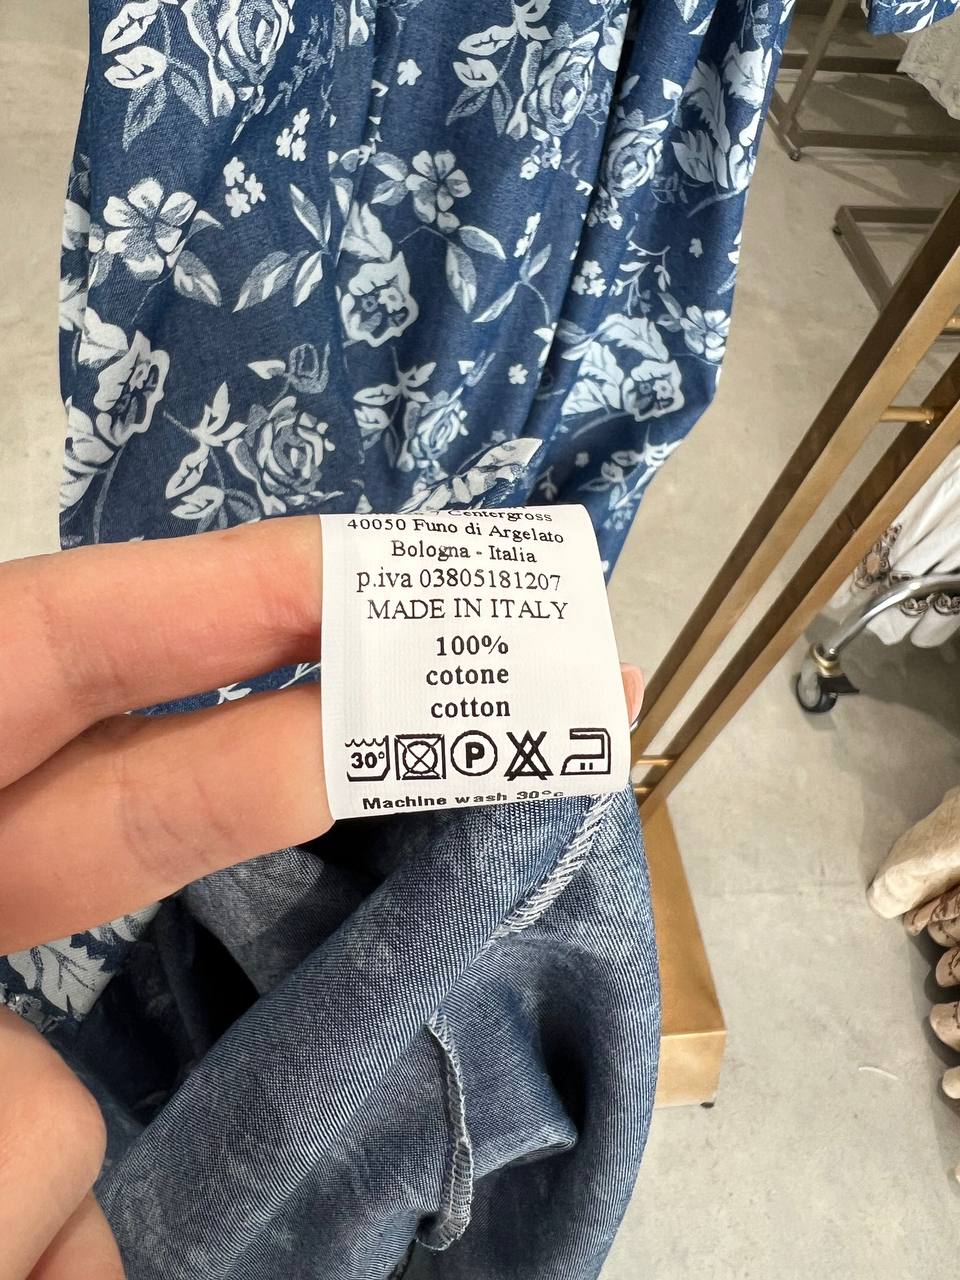 Centergross
40050 Funo di Argelato
Bologna - Italia
p.iva 03805181207
MADE IN ITALY
100%
cotone
cotton
30° P
Machine wash 30°c